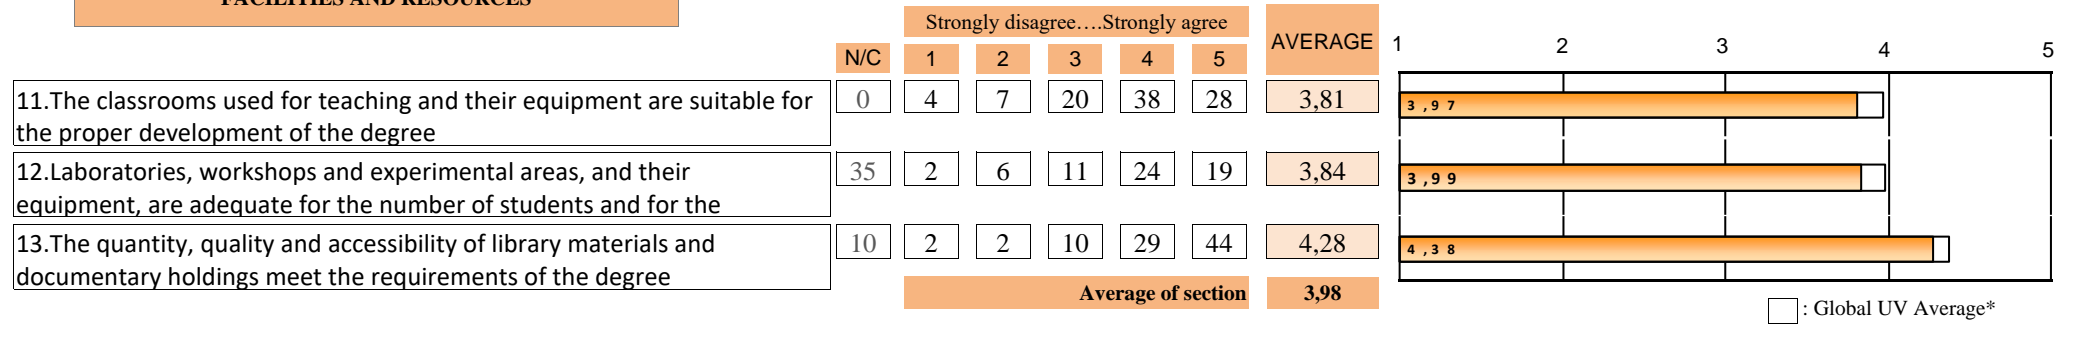 FACILITIES AND RESOURCES
Strongly disagree….Strongly agree
AVERAGE
N/C 1 2 3 4 5
1 2 3 4 5
11.The classrooms used for teaching and their equipment are suitable for
the proper development of the degree
0 4 7 20 38 28 3,81
3,97
12.Laboratories, workshops and experimental areas, and their
equipment, are adequate for the number of students and for the
35 2 6 11 24 19 3,84
3,99
13.The quantity, quality and accessibility of library materials and
documentary holdings meet the requirements of the degree
10 2 2 10 29 44 4,28
4,38
Average of section 3,98
: Global UV Average*